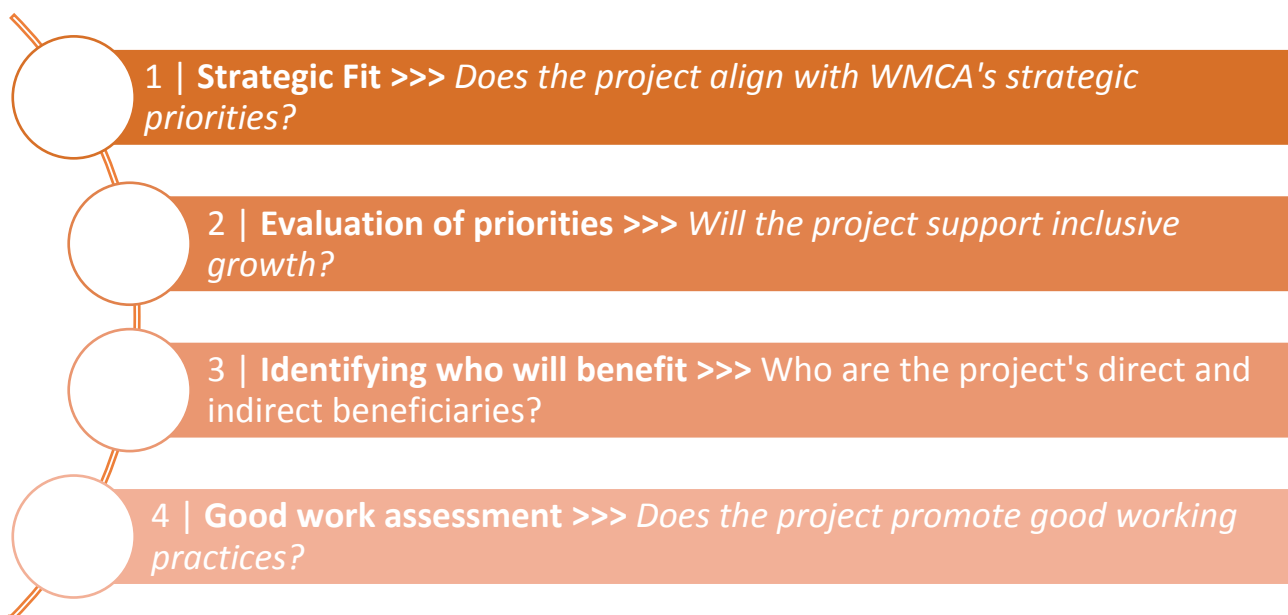 1 | Strategic Fit >>> Does the project align with WMCA's strategic
priorities?
2 | Evaluation of priorities >>> Will the project support inclusive
growth?
3 | Identifying who will benefit >>> Who are the project's direct and
indirect beneficiaries?
4 | Good work assessment >>> Does the project promote good working
practices?